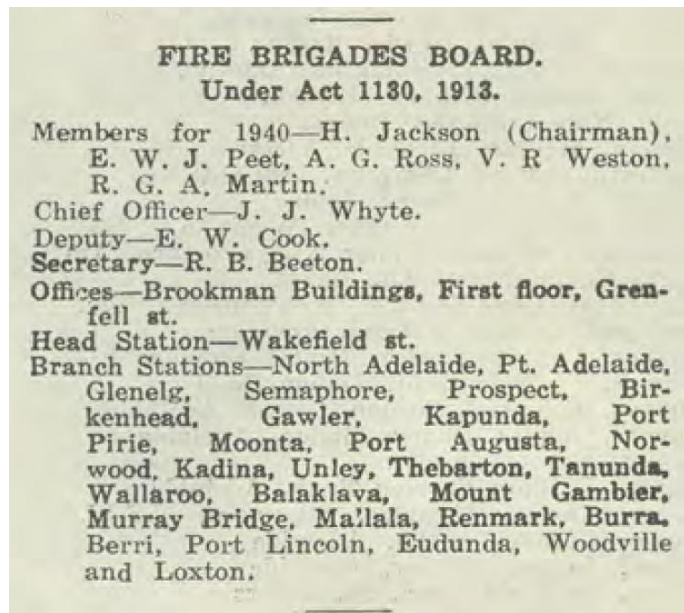 FIRE BRIGADES BOARD.
Under Act 1130, 1913.
Members for 1940—H. Jackson (Chairman),
E. W. J. Peet, A. G. Ross, V. R Weston,
R. G. A. Martin.
Chief Officer—J. J. Whyte.
Deputy—E. W. Cook.
Secretary—R. B. Beeton.
Offices—Brookman Buildings, First floor, Gren-
fell st.
Head Station—Wakefield st.
Branch Stations—North Adelaide, Pt. Adelaide,
Glenelg, Semaphore, Prospect, Bir-
kenhead, Gawler, Kapunda, Port
Pirie, Moonta, Port Augusta, Nor-
wood, Kadina, Unley, Thebarton, Tanunda,
Wallaroo, Balaklava, Mount Gambier,
Murray Bridge, Mallala, Renmark, Burra,
Berri, Port Lincoln, Eudunda, Woodville
and Loxton.